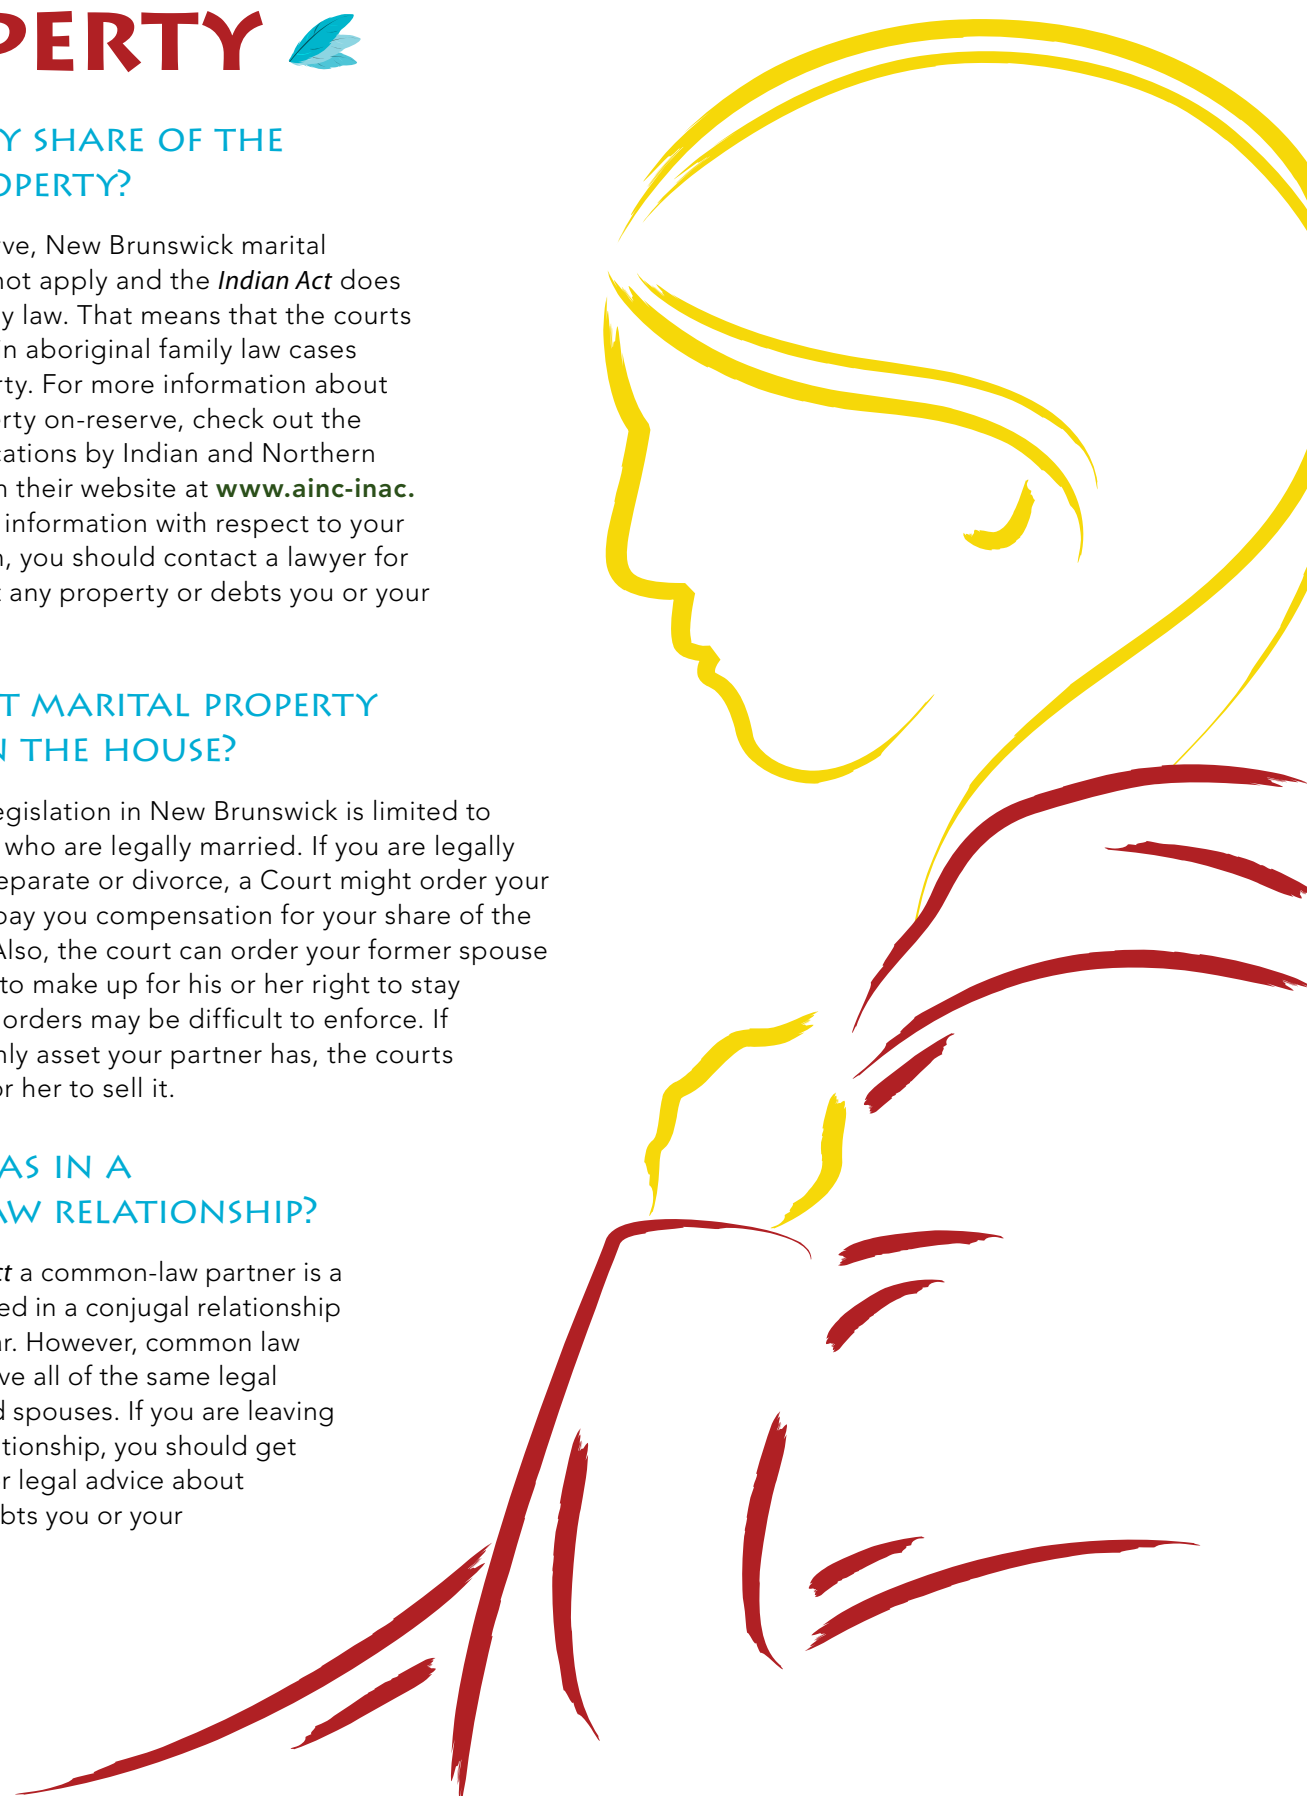 PERTY
Y SHARE OF THE
OPERTY?
rve, New Brunswick marital
not apply and the Indian Act does
y law. That means that the courts
in aboriginal family law cases
rty. For more information about
erty on-reserve, check out the
cations by Indian and Northern
n their website at www.ainc-inac.
information with respect to your
n, you should contact a lawyer for
t any property or debts you or your
T MARITAL PROPERTY
N THE HOUSE?
egislation in New Brunswick is limited to
who are legally married. If you are legally
eparate or divorce, a Court might order your
pay you compensation for your share of the
Also, the court can order your former spouse
to make up for his or her right to stay
orders may be difficult to enforce. If
nly asset your partner has, the courts
or her to sell it.
AS IN A
AW RELATIONSHIP?
ct a common-law partner is a
ed in a conjugal relationship
ar. However, common law
ve all of the same legal
d spouses. If you are leaving
tionship, you should get
r legal advice about
bts you or your